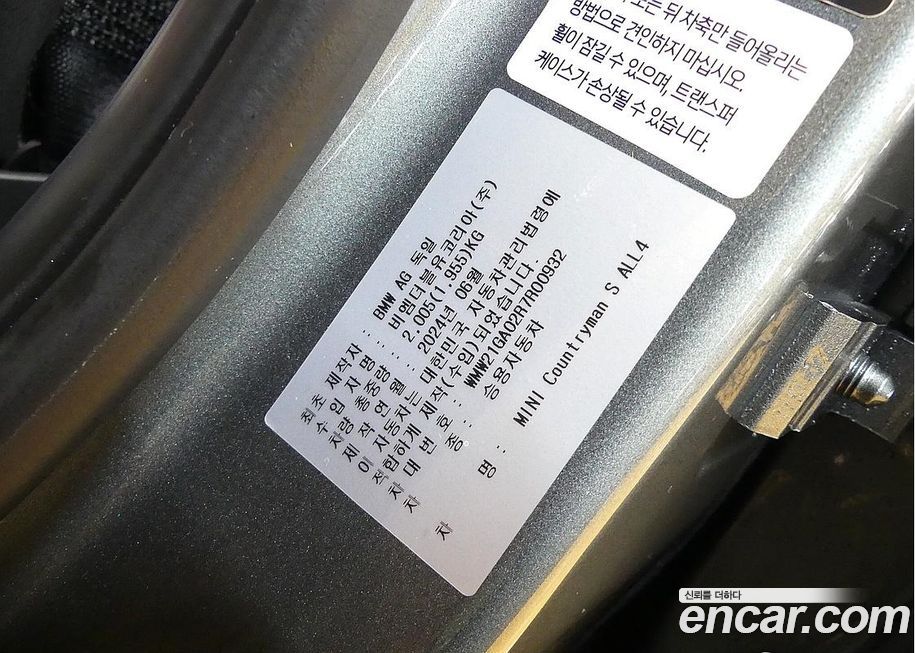 또는 뒤 차축만 들어올리는
방법으로 견인하지 마십시오.
휠이 잠길 수 있으며, 트랜스퍼
케이스가 손상될 수 있습니다.
최초 제작자 : BMW AG 독일
수 입 자 명 : 비엠더블유코리아(주)
차량 총중량 : 2,005(1,955)KG
제 작 연 월 : 2024년 06월
이 자동차는 대한민국 자동차관리법령에
적합하게 제작(수입)되었습니다.
차 대 번 호 : WMW21GA02R7R00932
차 종 : 승용자동차
차 명 : MINI Countryman S ALL4
신뢰를 더하다
encar.com